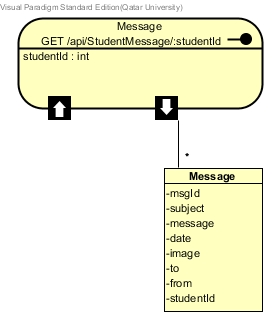 Visual Paradigm Standard Edition(Qatar University)
Message
GET /api/StudentMessage/:studentId
studentId : int
*
Message
-msgId
-subject
-message
-date
-image
-to
-from
-studentId